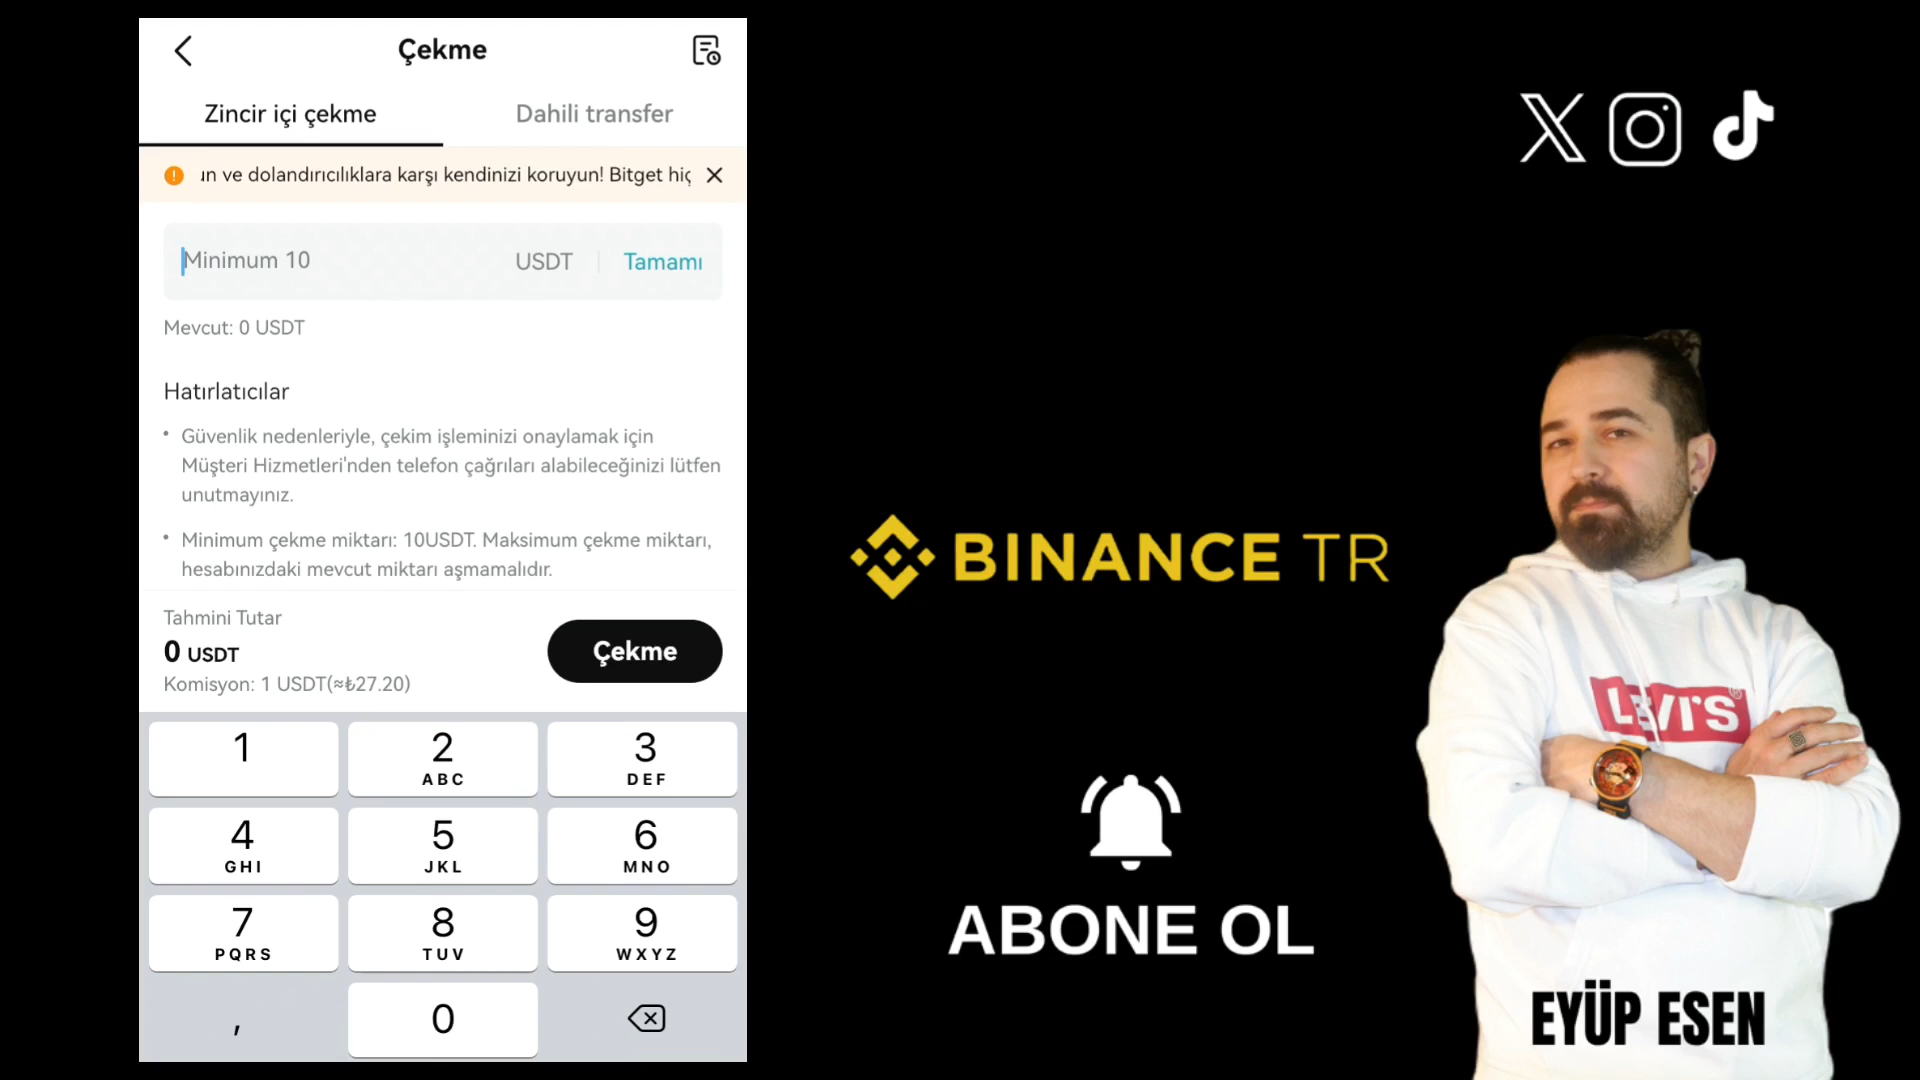 Çekme
Zincir içi çekme
Dahili transfer
ve dolandırıcılıklara karşı kendinizi koruyun! Bitget
Minimum 10
USDT
Tamamı
Mevcut: 0 USDT
Hatırlatıcılar
• Güvenlik nedenleriyle, çekim işleminizi onaylamak için
Müşteri Hizmetleri'nden telefon çağrıları alabileceğinizi lütfen
unutmayınız.
• Minimum çekme miktarı: 10USDT. Maksimum çekme miktarı,
hesabınızdaki mevcut miktarı aşmamalıdır.
Tahmini Tutar
0 USDT
Komisyon: 1 USDT(≈₺27.20)
Çekme
1
2
ABC
3
DEF
4
GHI
5
JKL
6
MNO
7
PQRS
8
TUV
9
WXYZ
,
0
BINANCE TR
ABONE OL
LEVI'S
®
EYÜP ESEN